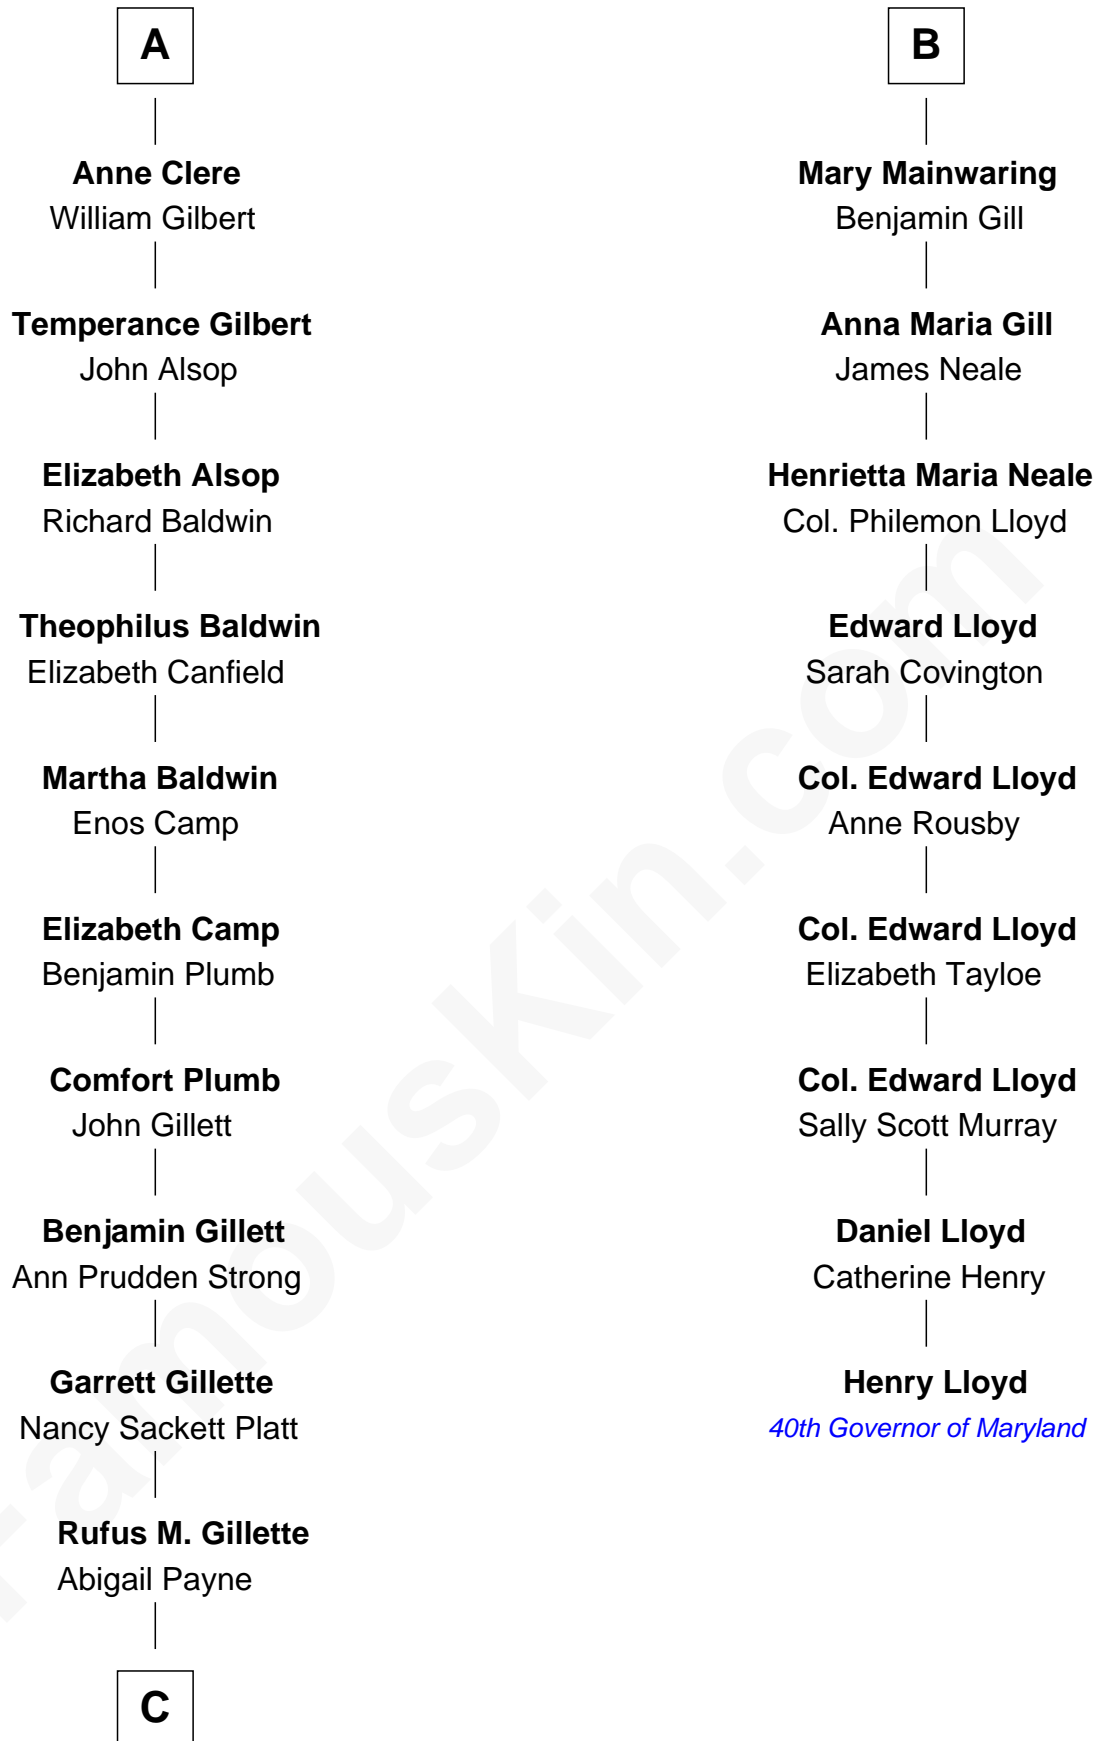 A
Anne Clere
William Gilbert
Temperance Gilbert
John Alsop
Elizabeth Alsop
Richard Baldwin
Theophilus Baldwin
Elizabeth Canfield
Martha Baldwin
Enos Camp
Elizabeth Camp
Benjamin Plumb
Comfort Plumb
John Gillett
Benjamin Gillett
Ann Prudden Strong
Garrett Gillette
Nancy Sackett Platt
Rufus M. Gillette
Abigail Payne
C
B
Mary Mainwaring
Benjamin Gill
Anna Maria Gill
James Neale
Henrietta Maria Neale
Col. Philemon Lloyd
Edward Lloyd
Sarah Covington
Col. Edward Lloyd
Anne Rousby
Col. Edward Lloyd
Elizabeth Tayloe
Col. Edward Lloyd
Sally Scott Murray
Daniel Lloyd
Catherine Henry
Henry Lloyd
40th Governor of Maryland
FamousKin.com